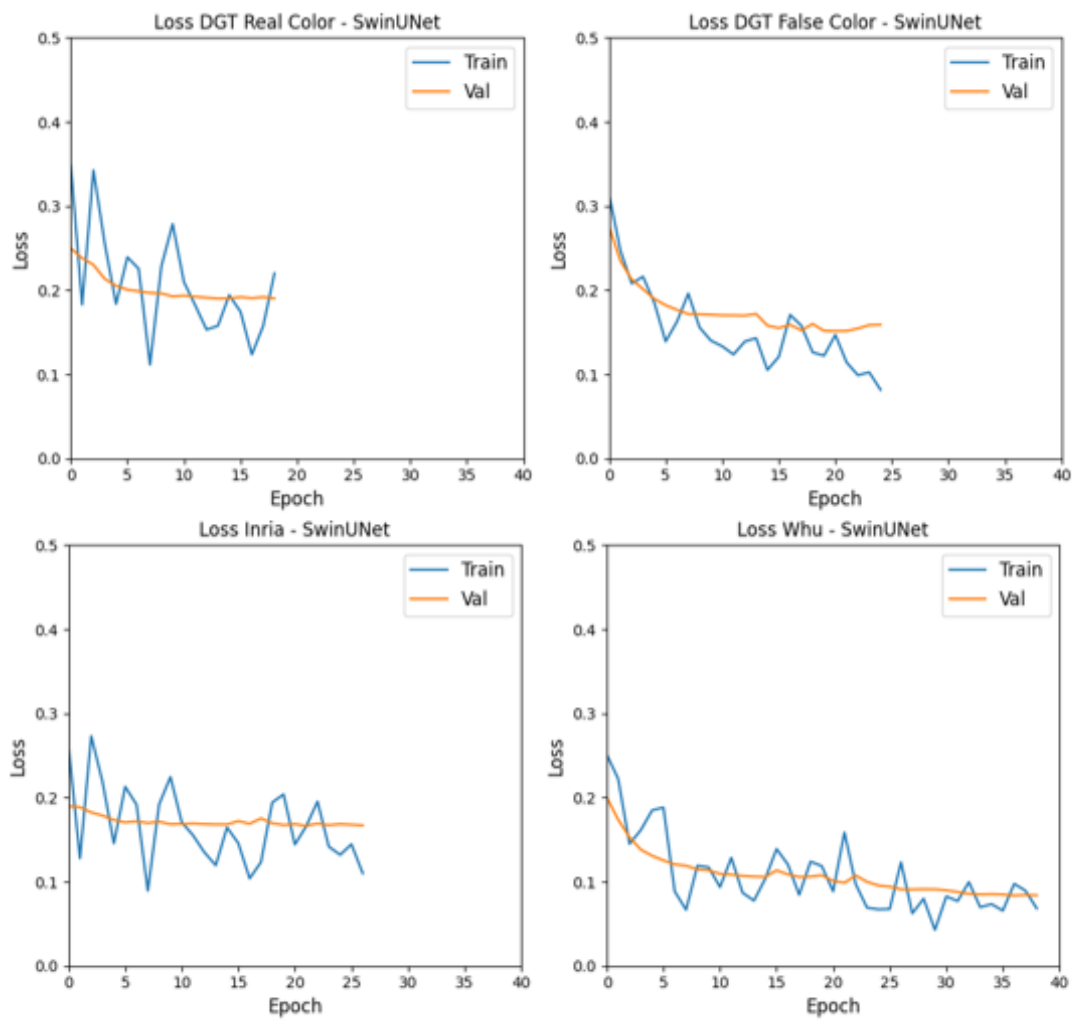 Loss DGT Real Color - SwinUNet
0.5
0.4
0.3
0.2
0.1
0.0
Loss
Train
Val
0 5 10 15 20 25 30 35 40
Epoch
Loss DGT False Color - SwinUNet
0.5
0.4
0.3
0.2
0.1
0.0
Loss
Train
Val
0 5 10 15 20 25 30 35 40
Epoch
Loss Inria - SwinUNet
0.5
0.4
0.3
0.2
0.1
0.0
Loss
Train
Val
0 5 10 15 20 25 30 35 40
Epoch
Loss Whu - SwinUNet
0.5
0.4
0.3
0.2
0.1
0.0
Loss
Train
Val
0 5 10 15 20 25 30 35 40
Epoch